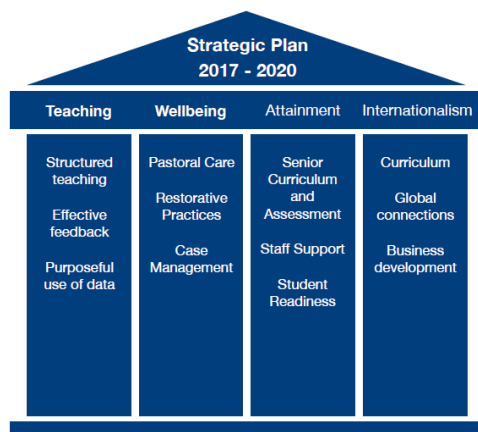 Strategic Plan
2017 - 2020
Teaching
Wellbeing
Attainment
Internationalism
Structured
teaching
Effective
feedback
Purposeful
use of data
Pastoral Care
Restorative
Practices
Case
Management
Senior
Curriculum
and
Assessment
Staff Support
Student
Readiness
Curriculum
Global
connections
Business
development